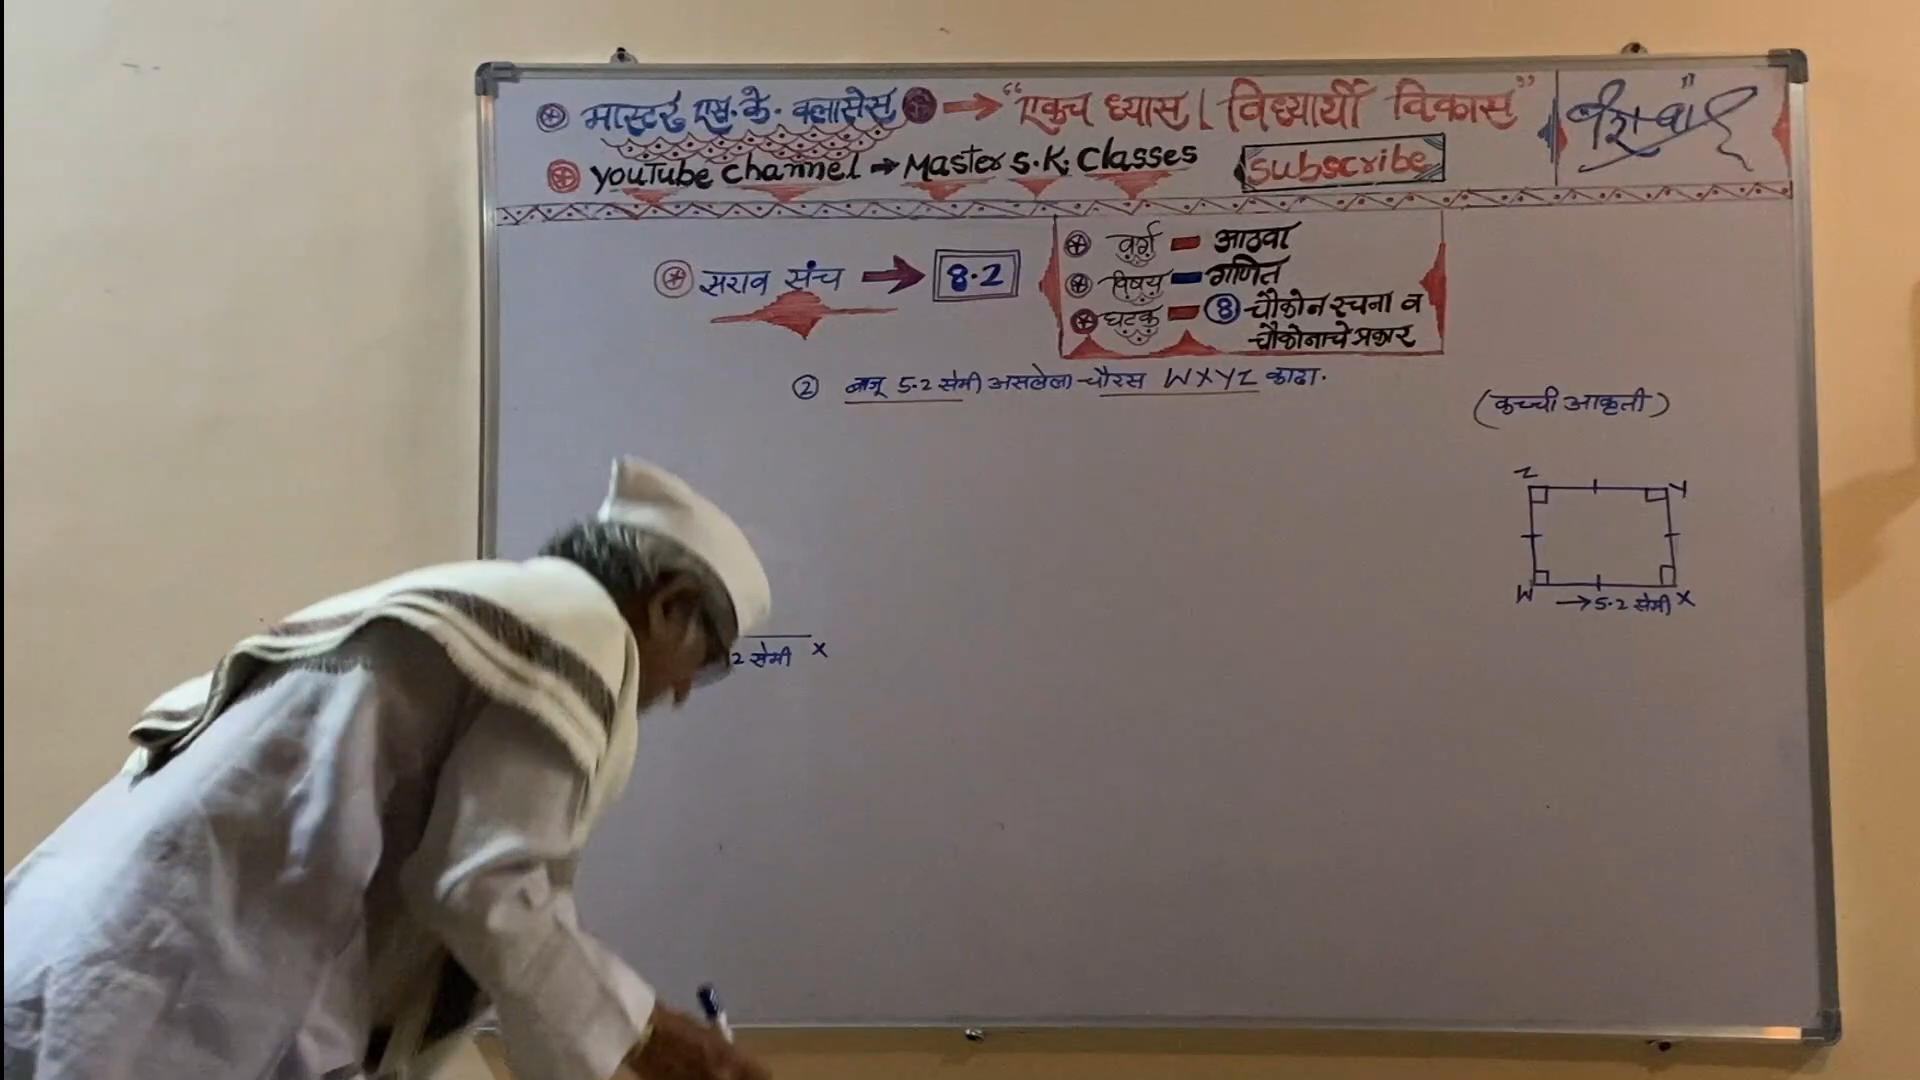 मास्टर एस.के. क्लासेस → "एकच ध्यास । विध्यार्थी विकास"
YouTube channel → Master S.K. Classes subscribe
सराव संच → 8.2
वर्ग - आठवा
विषय - गणित
घटक - 8 चौकोन रचना व
चौकोनाचे प्रकार
② बाजू 5.2 सेमी असलेला चौरस WXYZ काढा.
(कच्ची आकृती)
Z Y
W → 5.2 सेमी X
2 सेमी X